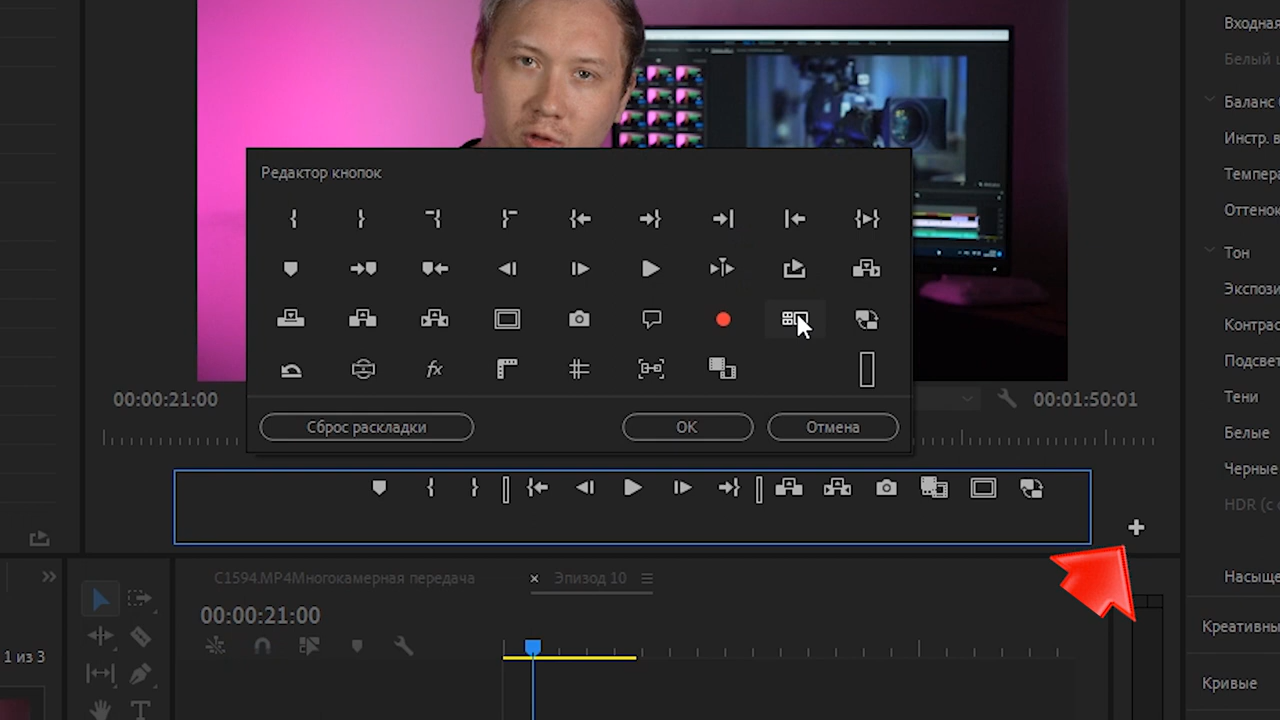 Входная
Белый ц
Баланс
Инстр. в
Темпера
Оттенок
Тон
Экспози
Контрас
Подсвет
Тени
Белые
Черные
HDR (с
Насыще
Креативны
Кривые
Редактор кнопок
fx
Сброс раскладки
ОК
Отмена
00:00:21:00
00:01:50:01
C1594.MP4Многокамерная передача
× Эпизод 10
00:00:21:00
1 из 3